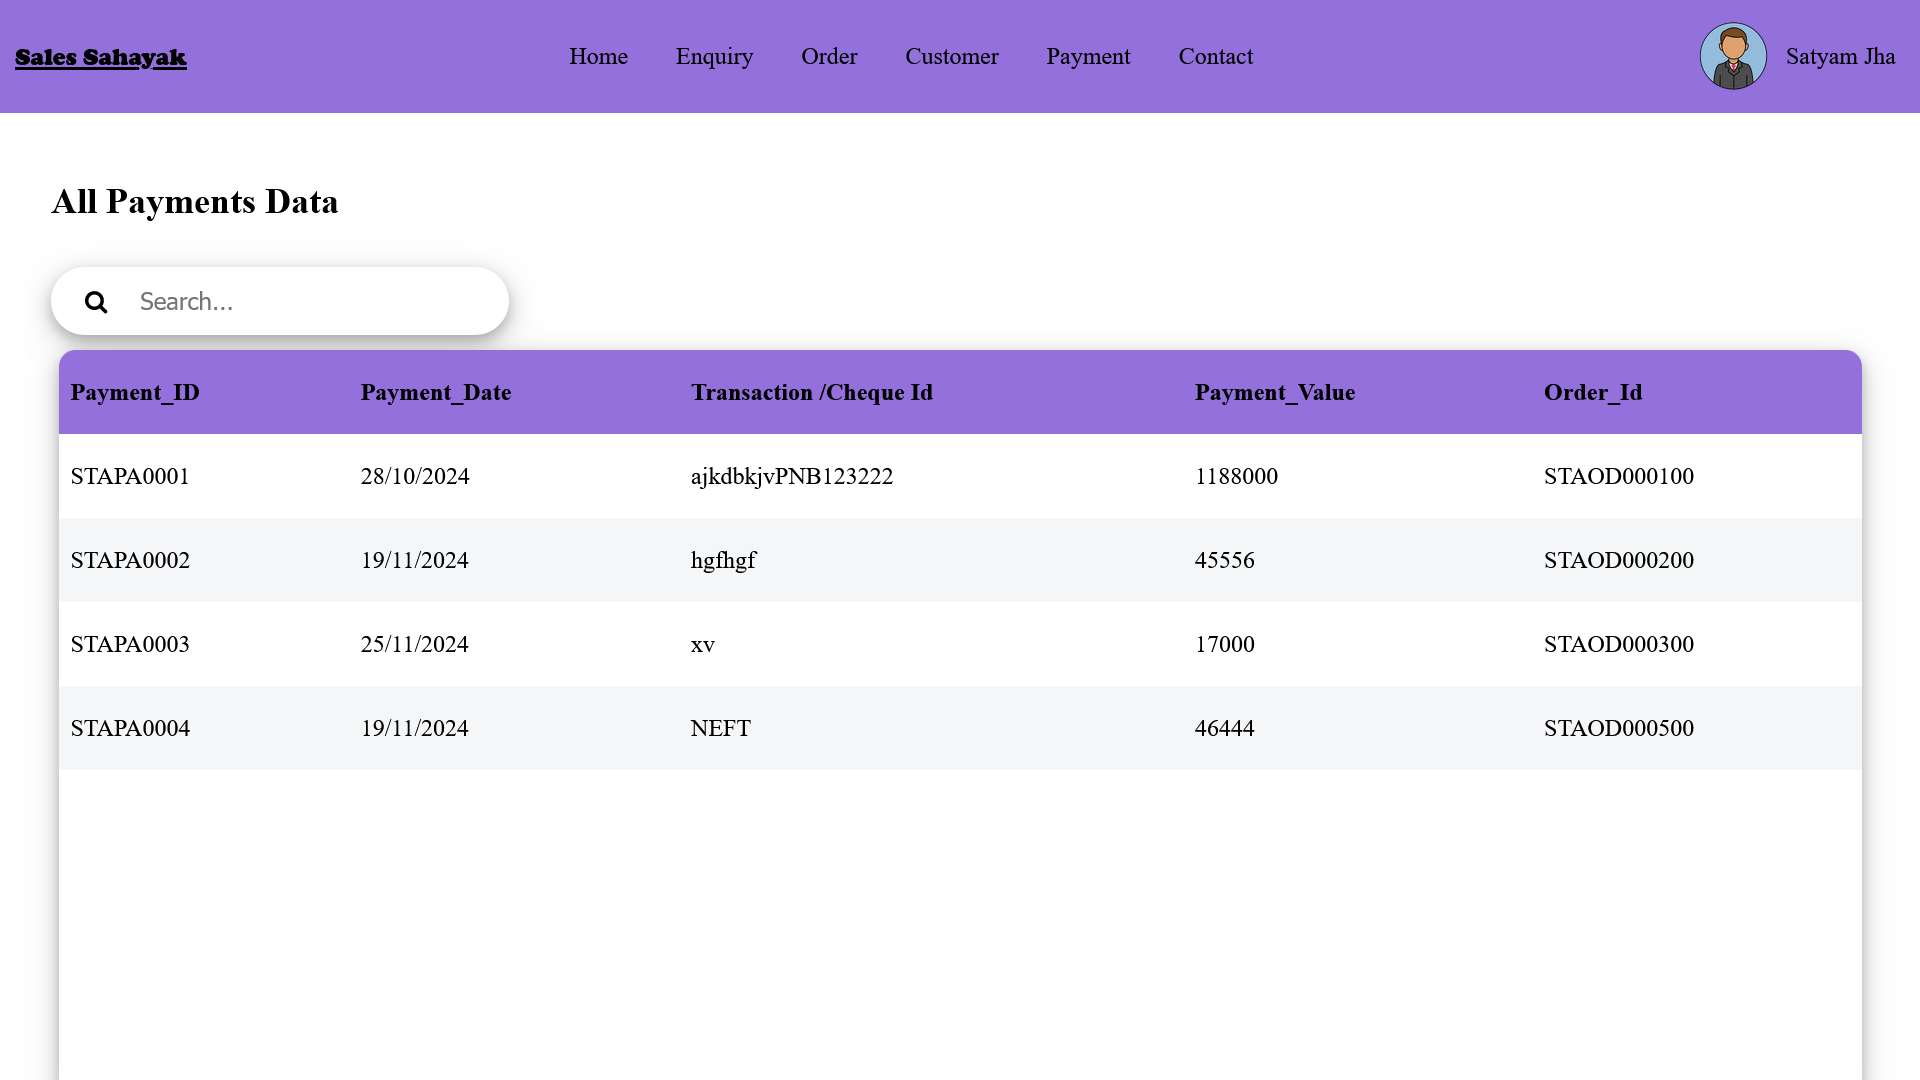 Sales Sahayak Home Enquiry Order Customer Payment Contact Satyam Jha
All Payments Data
Search...
Payment_ID Payment_Date Transaction /Cheque Id Payment_Value Order_Id
STAPA0001 28/10/2024 ajkdbkjvPNB123222 1188000 STAOD000100
STAPA0002 19/11/2024 hgfhgf 45556 STAOD000200
STAPA0003 25/11/2024 xv 17000 STAOD000300
STAPA0004 19/11/2024 NEFT 46444 STAOD000500